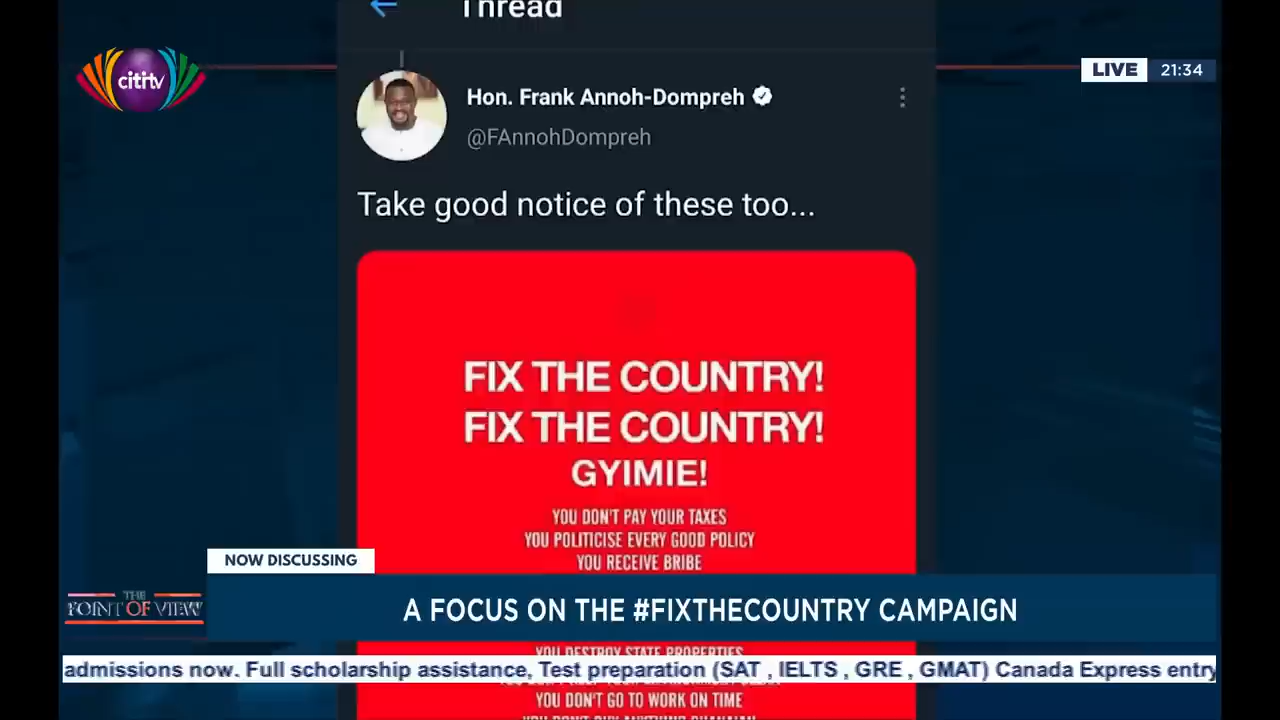 Thread
cititv
LIVE 21:34
Hon. Frank Annoh-Dompreh
@FAnnohDompreh
Take good notice of these too...
FIX THE COUNTRY!
FIX THE COUNTRY!
GYIMIE!
YOU DON'T PAY YOUR TAXES
YOU POLITICISE EVERY GOOD POLICY
YOU RECEIVE BRIBE
NOW DISCUSSING
THE
POINT OF VIEW
A FOCUS ON THE #FIXTHECOUNTRY CAMPAIGN
YOU DESTROY STATE PROPERTIES
admissions now. Full scholarship assistance, Test preparation (SAT , IELTS , GRE , GMAT) Canada Express entry
YOU DON'T GO TO WORK ON TIME